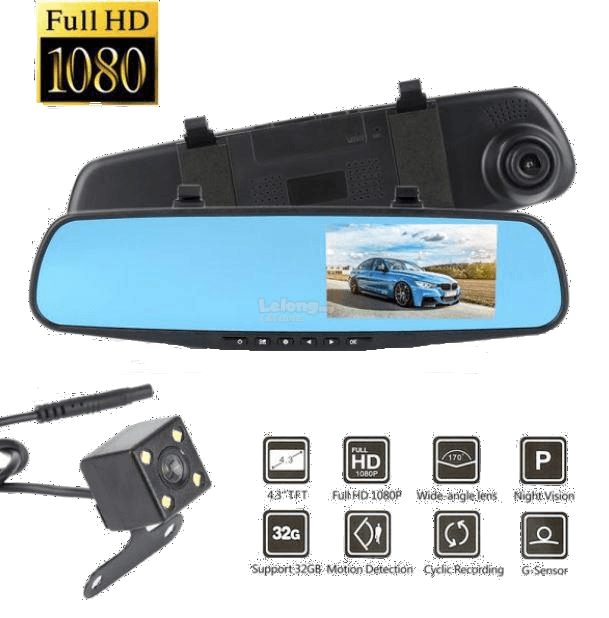 Full HD
1080
Lelong.my
4.3"
FULL
HD
1080P
170°
P
4.3" TFT
Full HD 1080P
Wide-angle lens
Night Vision
32G
Support 32GB
Motion Detection
Cyclic Recording
G-Sensor
OK